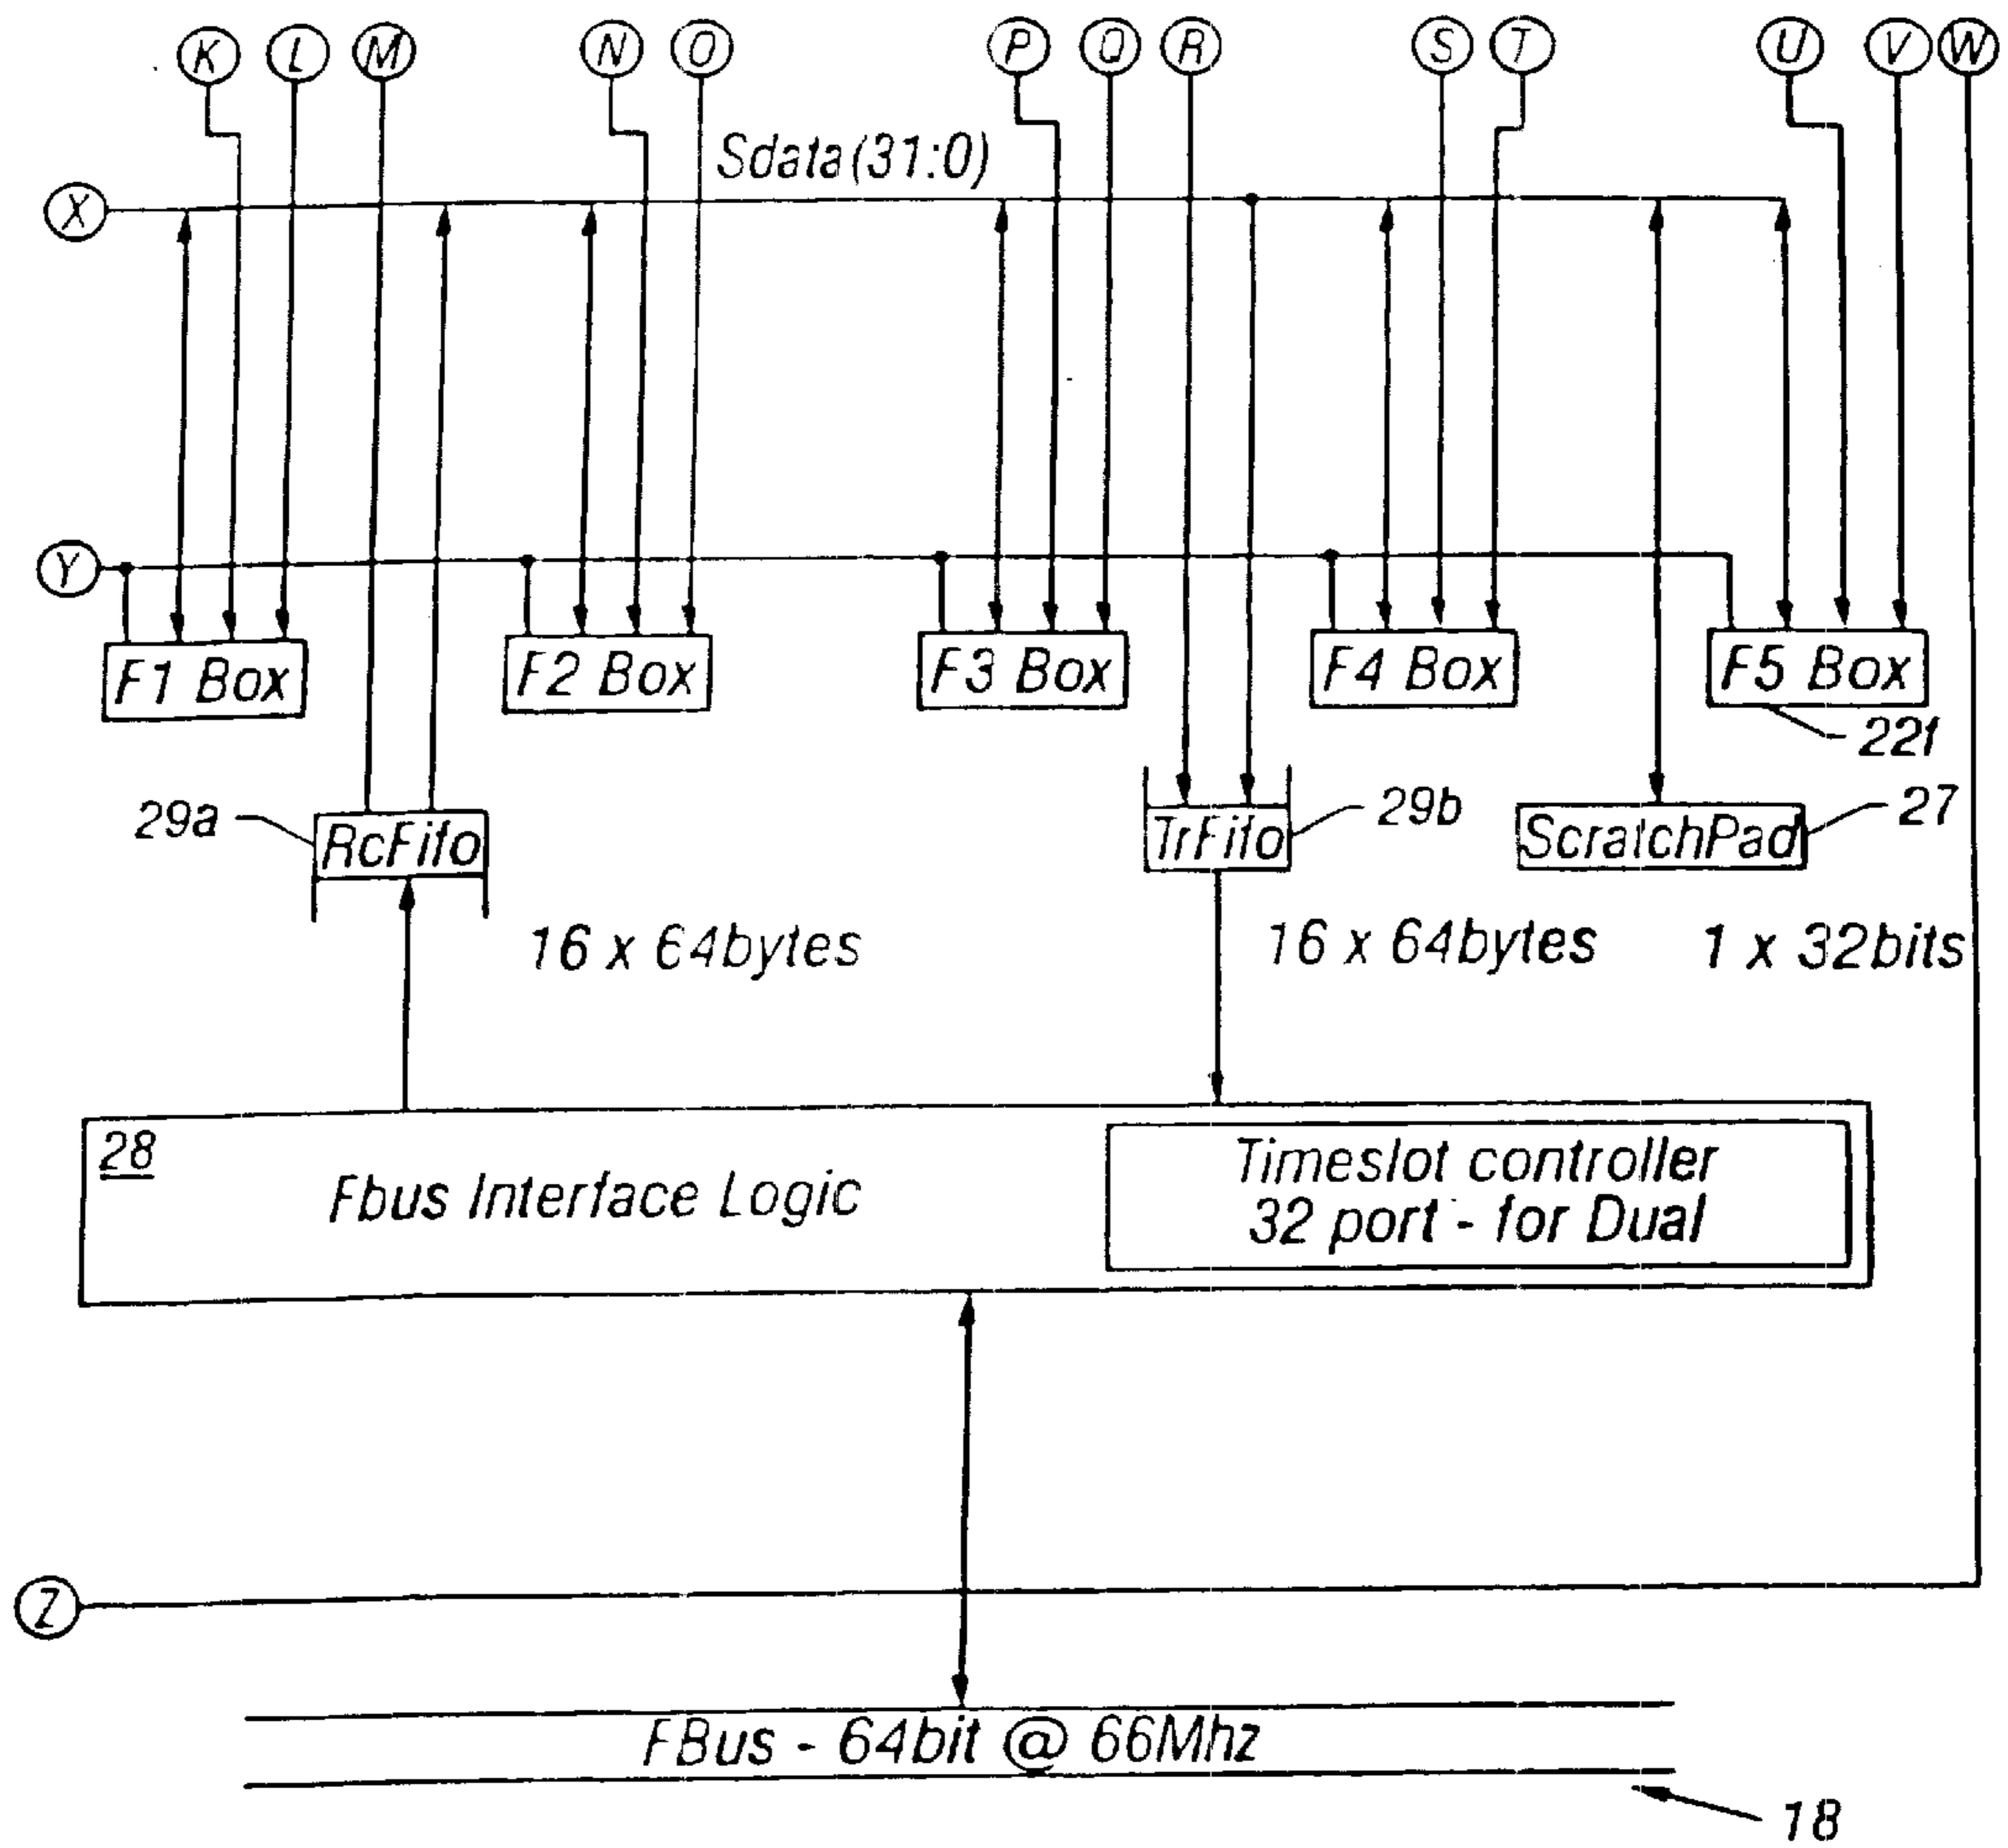 K L M N O P Q R S T U V W
Sdata(31:0)
X
Y
F1 Box F2 Box F3 Box F4 Box F5 Box
22f
29a RcFifo TrFifo 29b ScratchPad 27
16 x 64bytes 16 x 64bytes 1 x 32bits
28
Fbus Interface Logic
Timeslot controller
32 port - for Dual
Z
FBus - 64bit @ 66Mhz
18